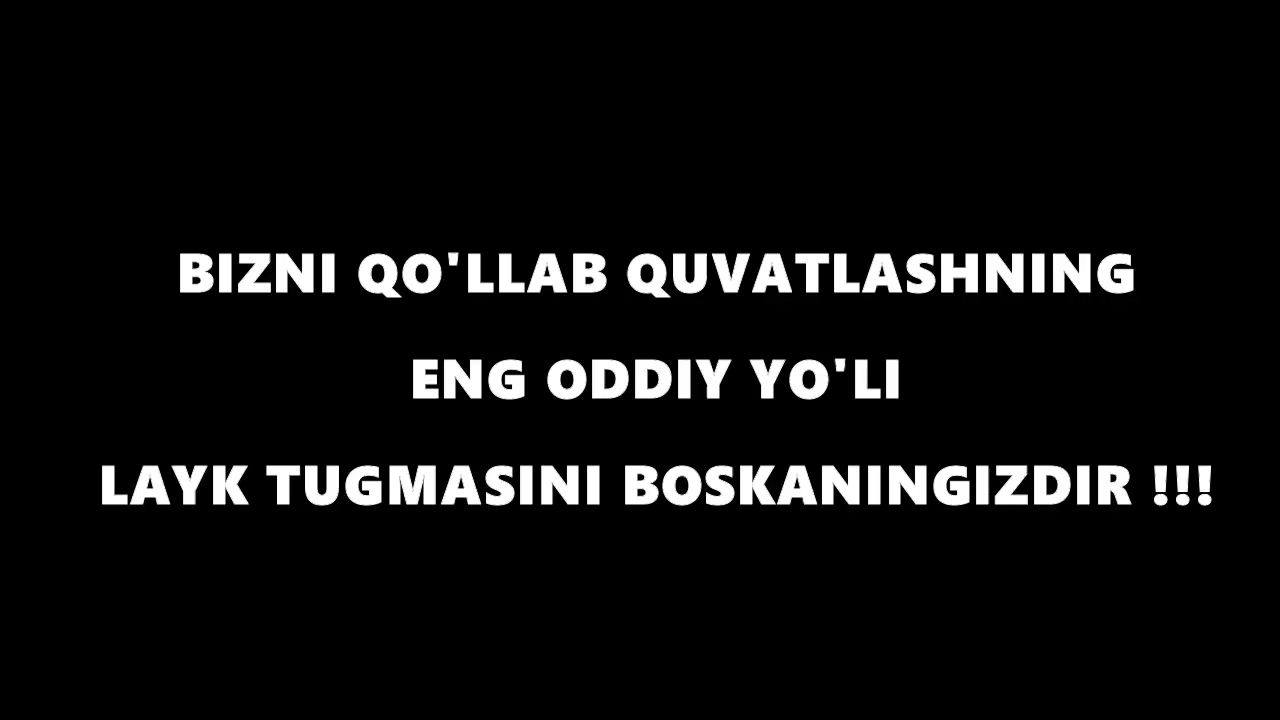 BIZNI QO'LLAB QUVATLASHNING
ENG ODDIY YO'LI
LAYK TUGMASINI BOSKANINGIZDIR !!!